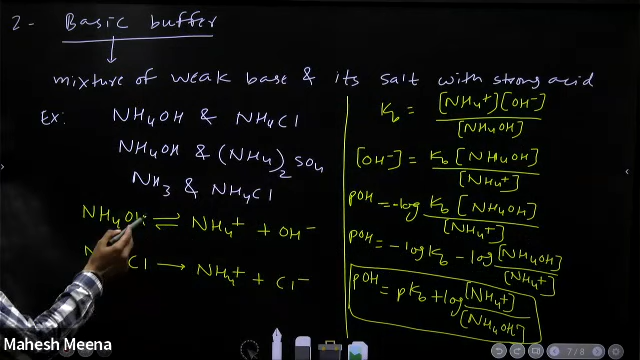 2- Basic buffer
mixture of weak base & its salt with strong acid
Ex: NH4OH & NH4Cl
NH4OH & (NH4)2 SO4
NH3 & NH4Cl
NH4OH ⇌ NH4+ + OH-
N Cl → NH4+ + Cl-
Kb = [NH4+][OH-] / [NH4OH]
[OH-] = Kb [NH4OH] / [NH4+]
pOH = -log Kb [NH4OH] / [NH4+]
pOH = -log Kb - log [NH4OH] / [NH4+]
pOH = pKb + log [NH4+] / [NH4OH]
Mahesh Meena
7 / 8